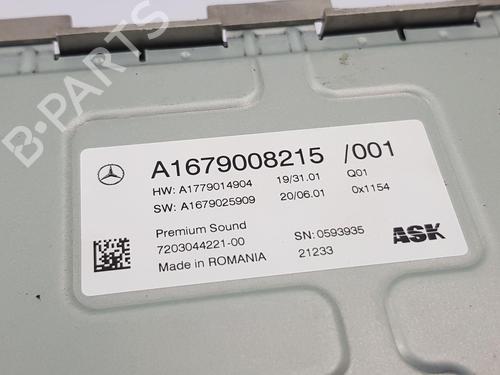 B-PARTS
A1679008215 /001
HW: A1779014904 19/31.01 Q01
SW: A1679025909 20/06.01 0x1154
Premium Sound
7203044221-00 SN: 0593935
Made in ROMANIA 21233
ASK